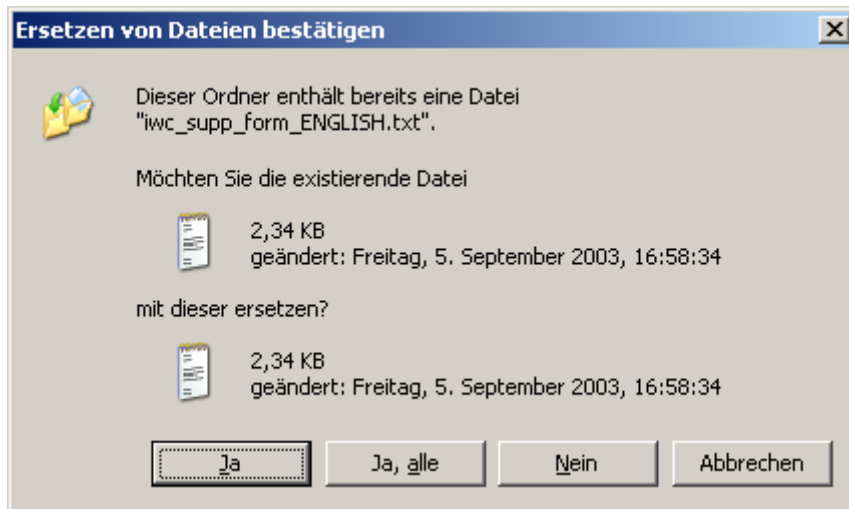 Ersetzen von Dateien bestätigen
Dieser Ordner enthält bereits eine Datei
"iwc_supp_form_ENGLISH.txt".
Möchten Sie die existierende Datei
2,34 KB
geändert: Freitag, 5. September 2003, 16:58:34
mit dieser ersetzen?
2,34 KB
geändert: Freitag, 5. September 2003, 16:58:34
Ja
Ja, alle
Nein
Abbrechen